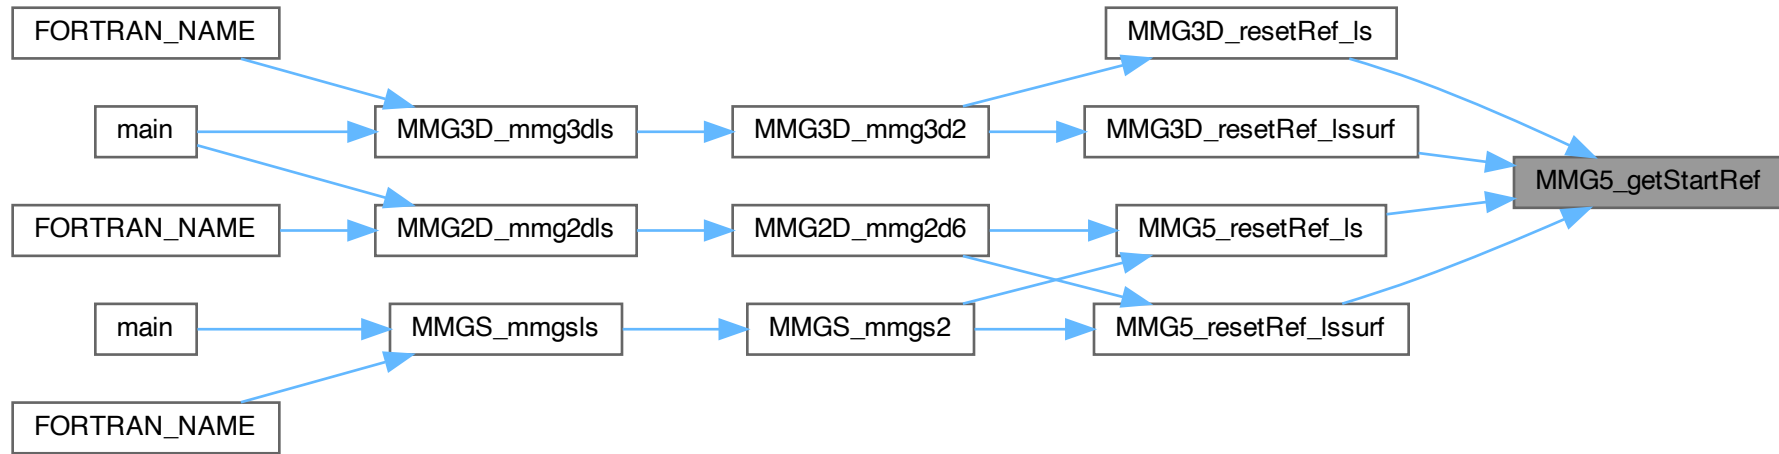 FORTRAN_NAME
MMG3D_resetRef_ls
main
MMG3D_mmg3dls
MMG3D_mmg3d2
MMG3D_resetRef_lssurf
MMG5_getStartRef
FORTRAN_NAME
MMG2D_mmg2dls
MMG2D_mmg2d6
MMG5_resetRef_ls
main
MMGS_mmgsls
MMGS_mmgs2
MMG5_resetRef_lssurf
FORTRAN_NAME